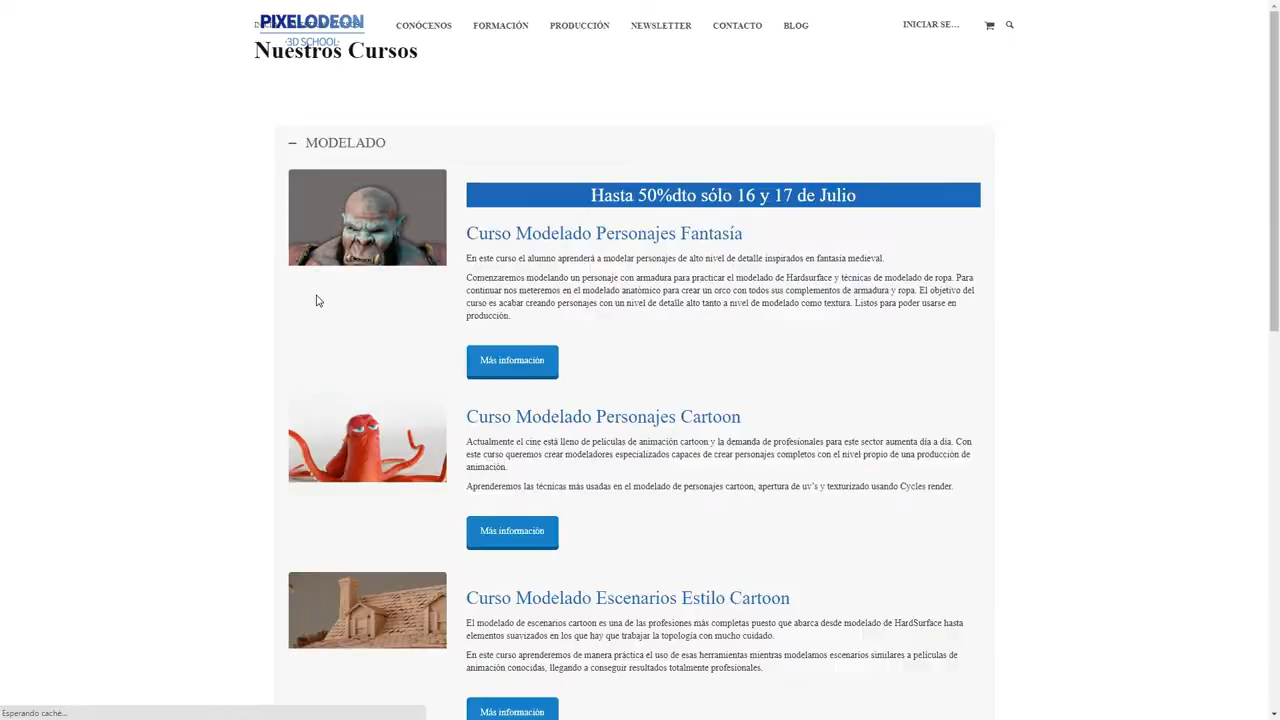 PIXELODEON
·3D SCHOOL·
CONÓCENOS
FORMACIÓN
PRODUCCIÓN
NEWSLETTER
CONTACTO
BLOG
INICIAR SE...
Nuestros Cursos
– MODELADO
Hasta 50%dto sólo 16 y 17 de Julio
Curso Modelado Personajes Fantasía
En este curso el alumno aprenderá a modelar personajes de alto nivel de detalle inspirados en fantasía medieval.
Comenzaremos modelando un personaje con armadura para practicar el modelado de Hardsurface y técnicas de modelado de ropa. Para
continuar nos meteremos en el modelado anatómico para crear un orco con todos sus complementos de armadura y ropa. El objetivo del
curso es acabar creando personajes con un nivel de detalle alto tanto a nivel de modelado como textura. Listos para poder usarse en
producción.
Más información
Curso Modelado Personajes Cartoon
Actualmente el cine está lleno de películas de animación cartoon y la demanda de profesionales para este sector aumenta día a día. Con
este curso queremos crear modeladores especializados capaces de crear personajes completos con el nivel propio de una producción de
animación.
Aprenderemos las técnicas más usadas en el modelado de personajes cartoon, apertura de uv's y texturizado usando Cycles render.
Más información
Curso Modelado Escenarios Estilo Cartoon
El modelado de escenarios cartoon es una de las profesiones más completas puesto que abarca desde modelado de HardSurface hasta
elementos suavizados en los que hay que trabajar la topología con mucho cuidado.
En este curso aprenderemos de manera práctica el uso de esas herramientas mientras modelamos escenarios similares a películas de
animación conocidas, llegando a conseguir resultados totalmente profesionales.
Más información
Esperando caché...